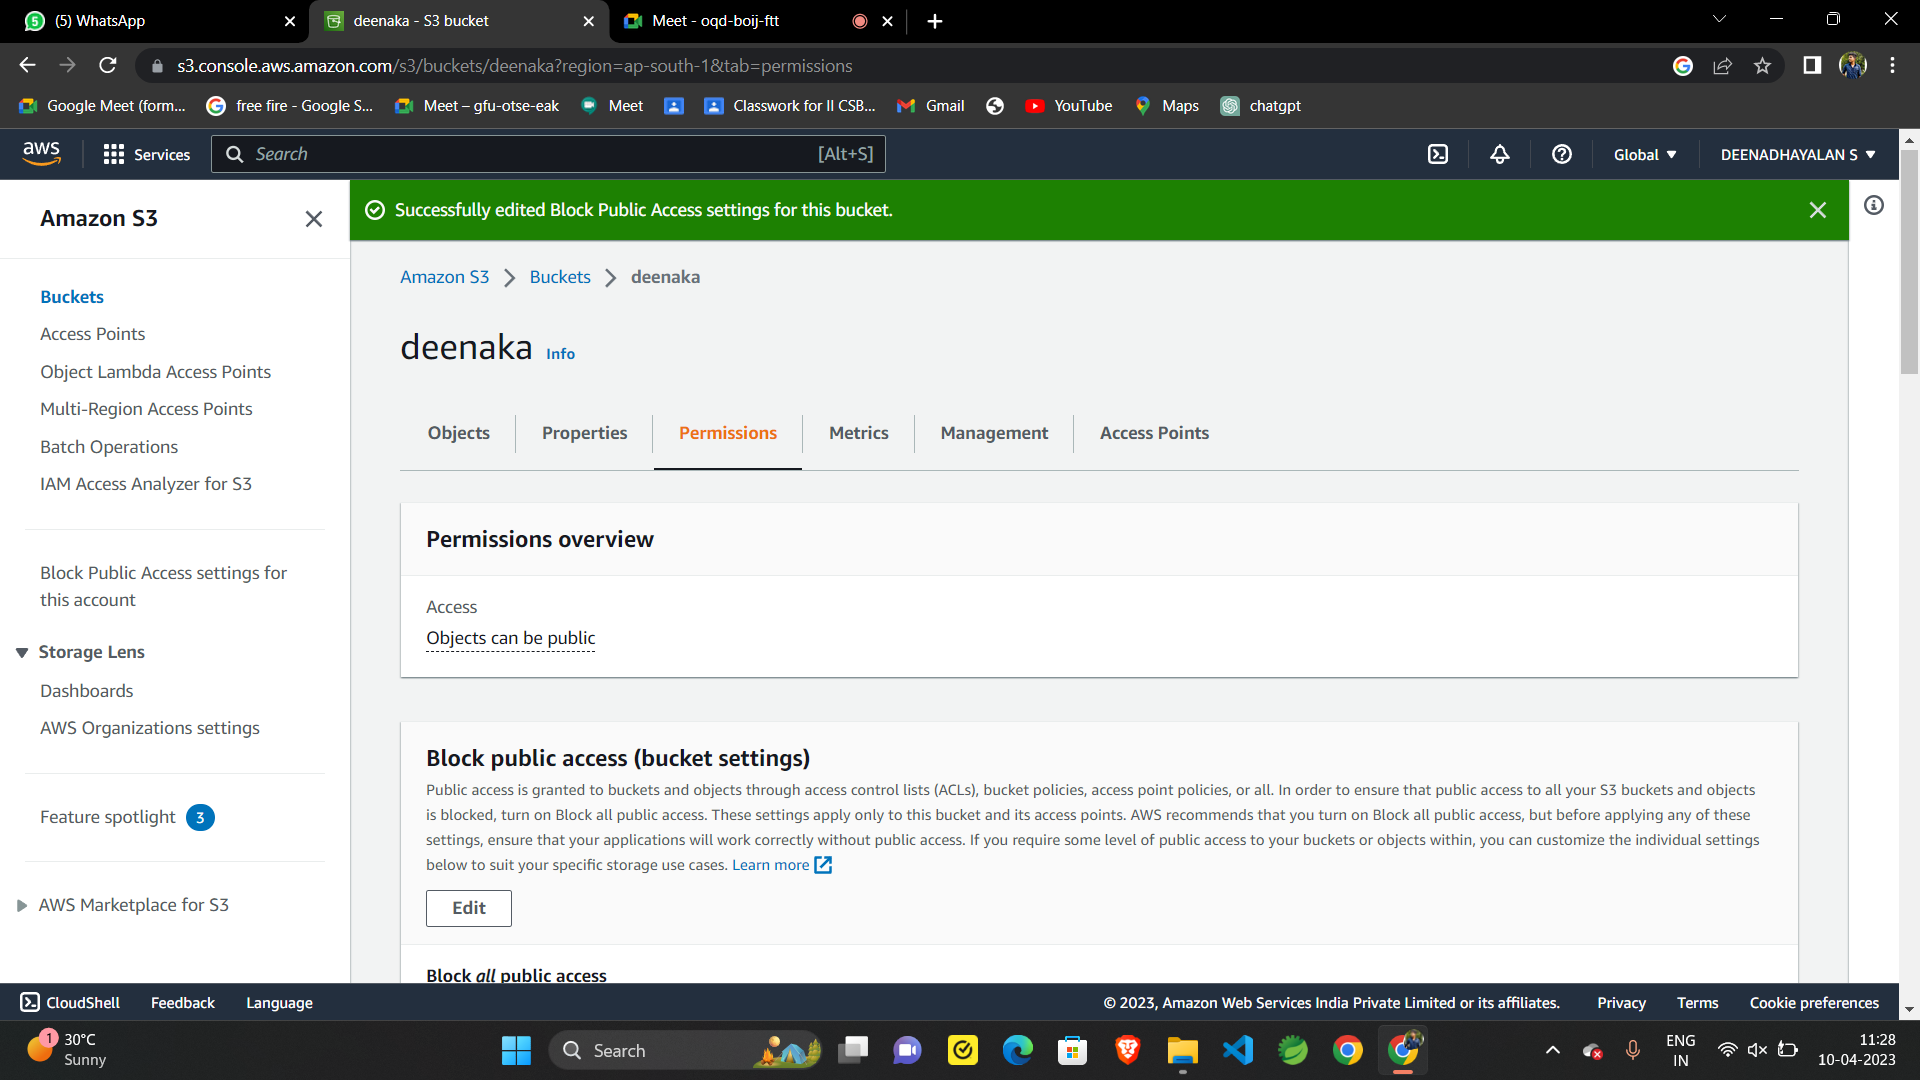 (5) WhatsApp
deenaka - S3 bucket
Meet - oqd-boij-ftt
s3.console.aws.amazon.com/s3/buckets/deenaka?region=ap-south-1&tab=permissions
Google Meet (form...
free fire - Google S...
Meet – gfu-otse-eak
Meet
Classwork for II CSB...
Gmail
YouTube
Maps
chatgpt
aws
Services
Search
[Alt+S]
Global
DEENADHAYALAN S
Amazon S3
Successfully edited Block Public Access settings for this bucket.
Buckets
Access Points
Object Lambda Access Points
Multi-Region Access Points
Batch Operations
IAM Access Analyzer for S3
Block Public Access settings for
this account
Storage Lens
Dashboards
AWS Organizations settings
Feature spotlight 3
AWS Marketplace for S3
Amazon S3 > Buckets > deenaka
deenaka Info
Objects
Properties
Permissions
Metrics
Management
Access Points
Permissions overview
Access
Objects can be public
Block public access (bucket settings)
Public access is granted to buckets and objects through access control lists (ACLs), bucket policies, access point policies, or all. In order to ensure that public access to all your S3 buckets and objects
is blocked, turn on Block all public access. These settings apply only to this bucket and its access points. AWS recommends that you turn on Block all public access, but before applying any of these
settings, ensure that your applications will work correctly without public access. If you require some level of public access to your buckets or objects within, you can customize the individual settings
below to suit your specific storage use cases. Learn more
Edit
Block all public access
CloudShell
Feedback
Language
© 2023, Amazon Web Services India Private Limited or its affiliates.
Privacy
Terms
Cookie preferences
1
30°C
Sunny
Search
ENG
IN
11:28
10-04-2023